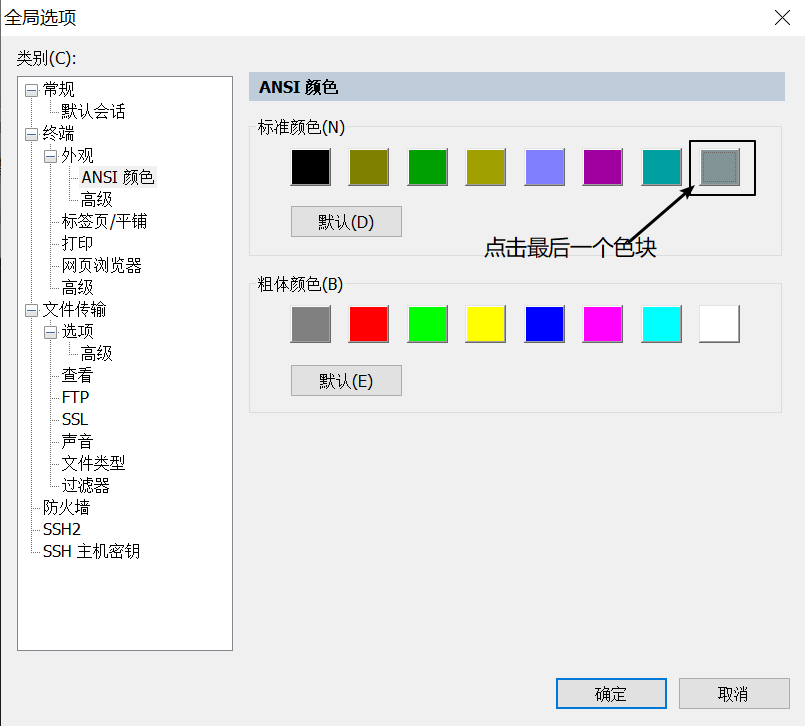 全局选项
类别(C):
常规
默认会话
终端
外观
ANSI 颜色
高级
标签页/平铺
打印
网页浏览器
高级
文件传输
选项
高级
查看
FTP
SSL
声音
文件类型
过滤器
防火墙
SSH2
SSH 主机密钥
ANSI 颜色
标准颜色(N)
默认(D)
点击最后一个色块
粗体颜色(B)
默认(E)
确定
取消